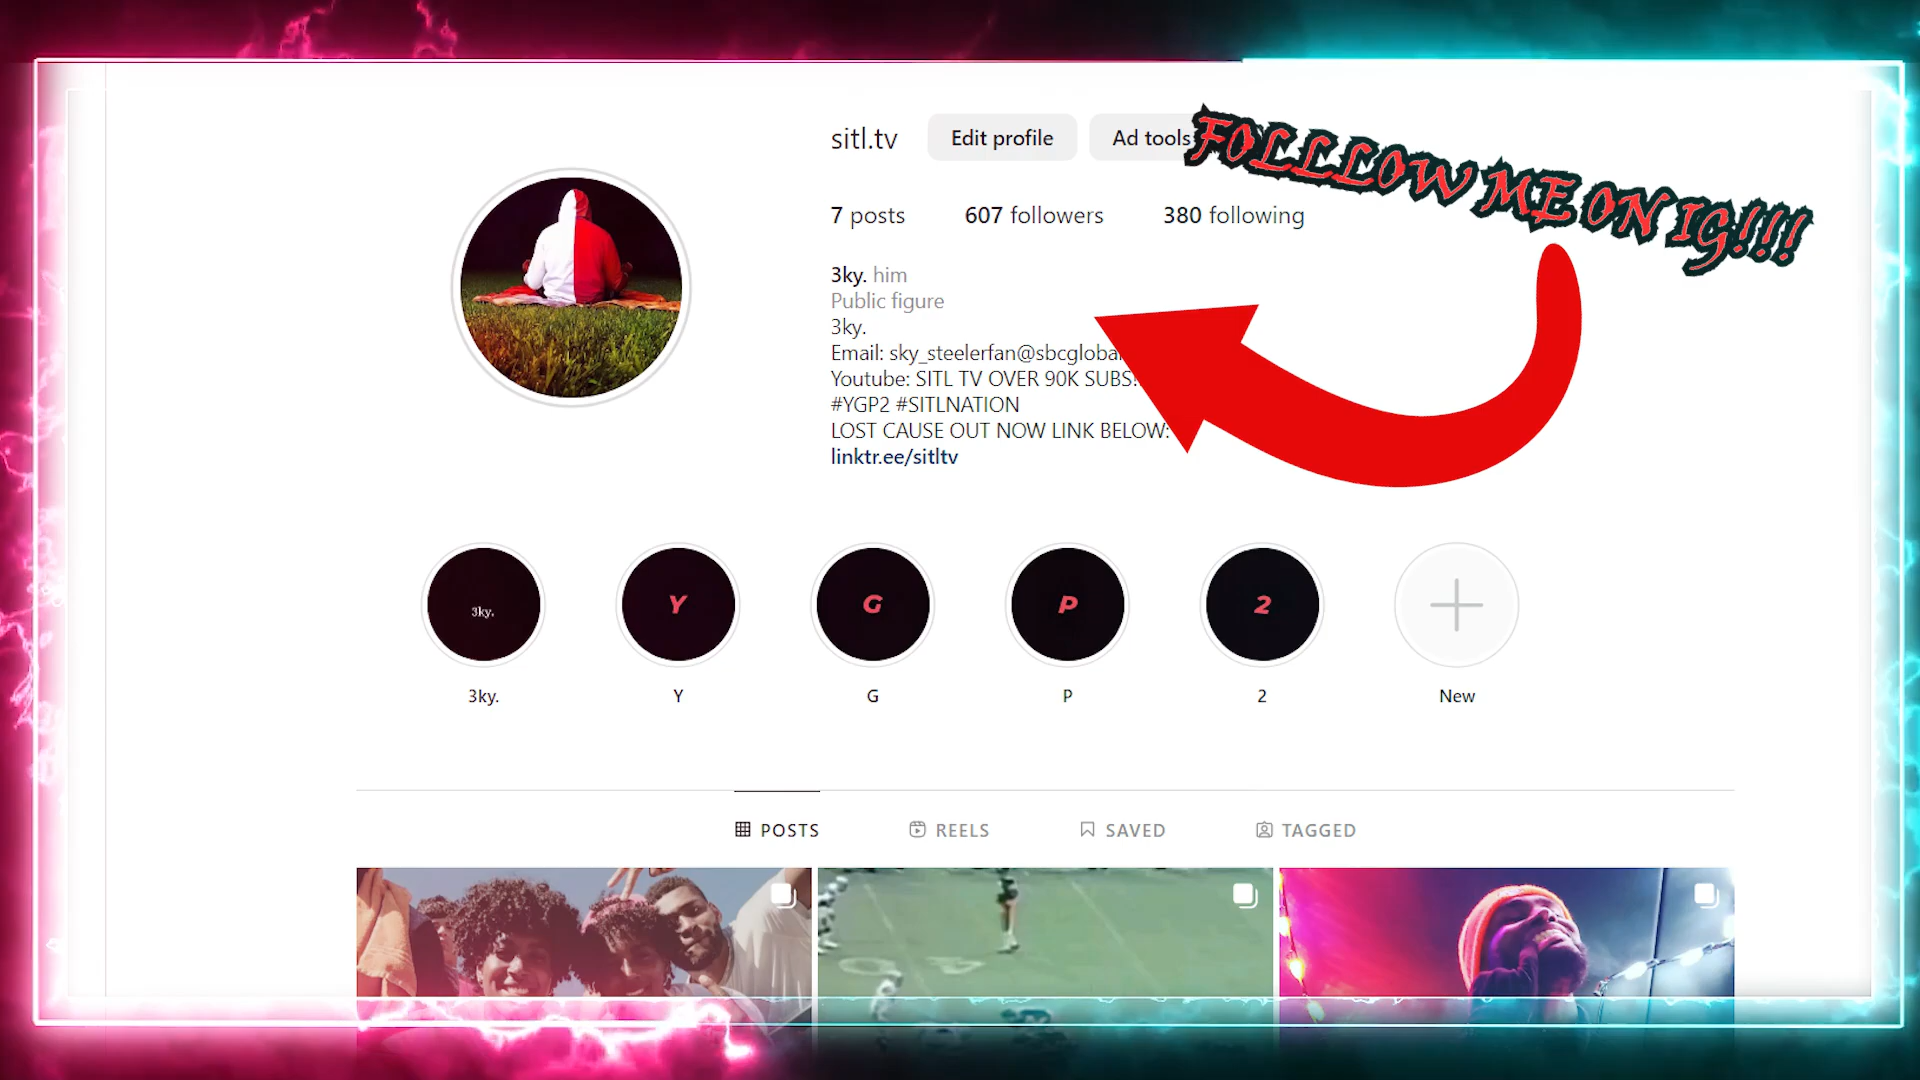 sitl.tv Edit profile Ad tools
FOLLLOW ME ON IG!!!
7 posts 607 followers 380 following
3ky. him
Public figure
3ky.
Email: sky_steelerfan@sbcglobal
Youtube: SITL TV OVER 90K SUBS!
#YGP2 #SITLNATION
LOST CAUSE OUT NOW LINK BELOW:
linktr.ee/sitltv
3ky. Y G P 2
3ky. Y G P 2 New
POSTS REELS SAVED TAGGED